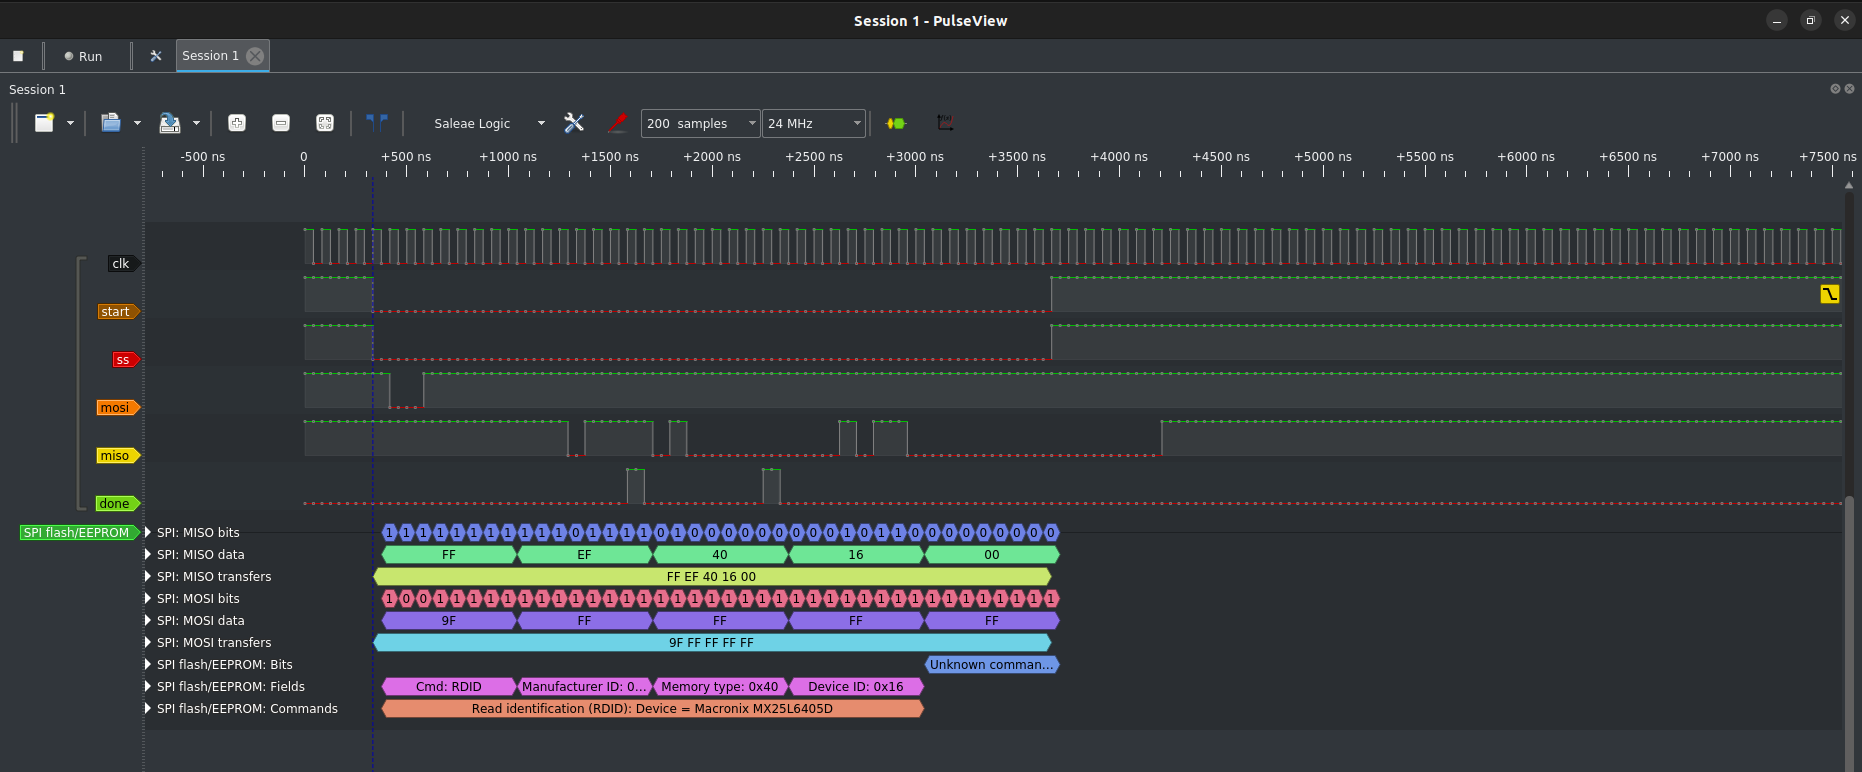 Session 1 - PulseView
Run Session 1
Session 1
Saleae Logic 200 samples 24 MHz
-500 ns 0 +500 ns +1000 ns +1500 ns +2000 ns +2500 ns +3000 ns +3500 ns +4000 ns +4500 ns +5000 ns +5500 ns +6000 ns +6500 ns +7000 ns +7500 ns
clk
start
ss
mosi
miso
done
SPI flash/EEPROM SPI: MISO bits 1 1 1 1 1 1 1 1 1 1 1 0 1 1 1 1 0 1 0 0 0 0 0 0 0 0 0 1 0 1 1 0 0 0 0 0 0 0 0 0
SPI: MISO data FF EF 40 16 00
SPI: MISO transfers FF EF 40 16 00
SPI: MOSI bits 1 0 0 1 1 1 1 1 1 1 1 1 1 1 1 1 1 1 1 1 1 1 1 1 1 1 1 1 1 1 1 1 1 1 1 1 1 1 1 1
SPI: MOSI data 9F FF FF FF FF
SPI: MOSI transfers 9F FF FF FF FF
SPI flash/EEPROM: Bits Unknown comman...
SPI flash/EEPROM: Fields Cmd: RDID Manufacturer ID: 0... Memory type: 0x40 Device ID: 0x16
SPI flash/EEPROM: Commands Read identification (RDID): Device = Macronix MX25L6405D